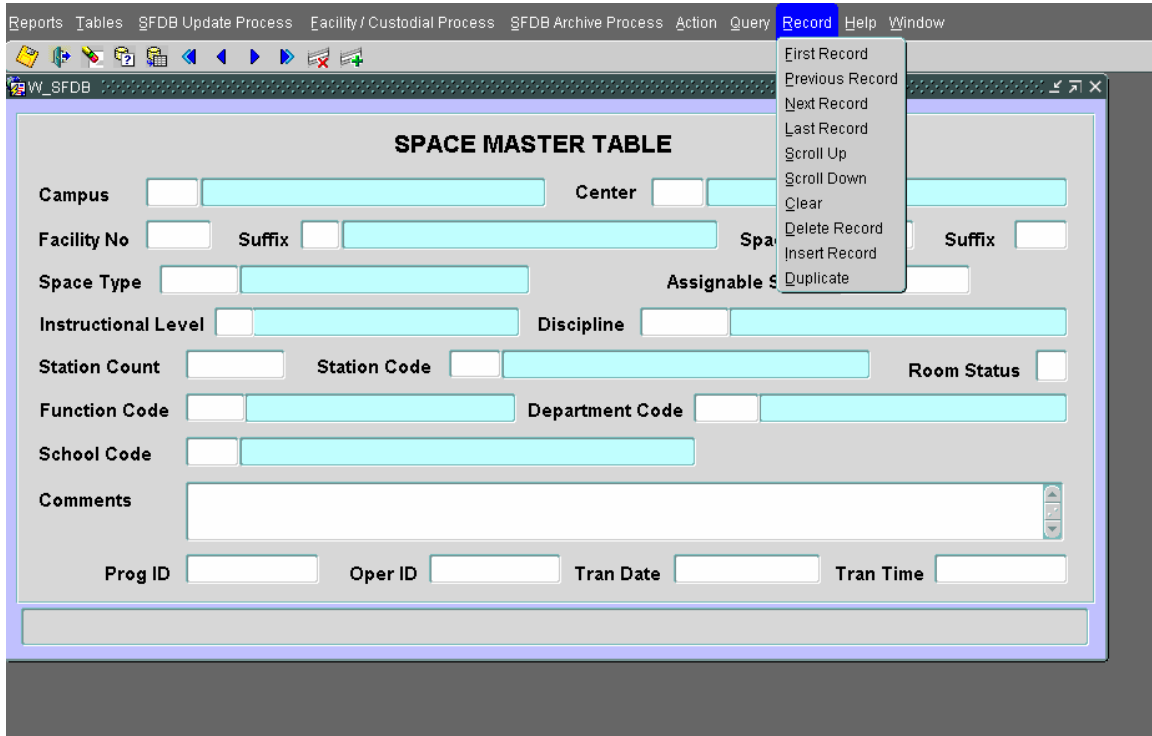 Reports Tables SFDB Update Process Facility / Custodial Process SFDB Archive Process Action Query Record Help Window
First Record
Previous Record
Next Record
Last Record
Scroll Up
Scroll Down
Clear
Delete Record
Insert Record
Duplicate
W_SFDB
SPACE MASTER TABLE
Campus Center
Facility No Suffix Spa Suffix
Space Type Assignable S
Instructional Level Discipline
Station Count Station Code Room Status
Function Code Department Code
School Code
Comments
Prog ID Oper ID Tran Date Tran Time